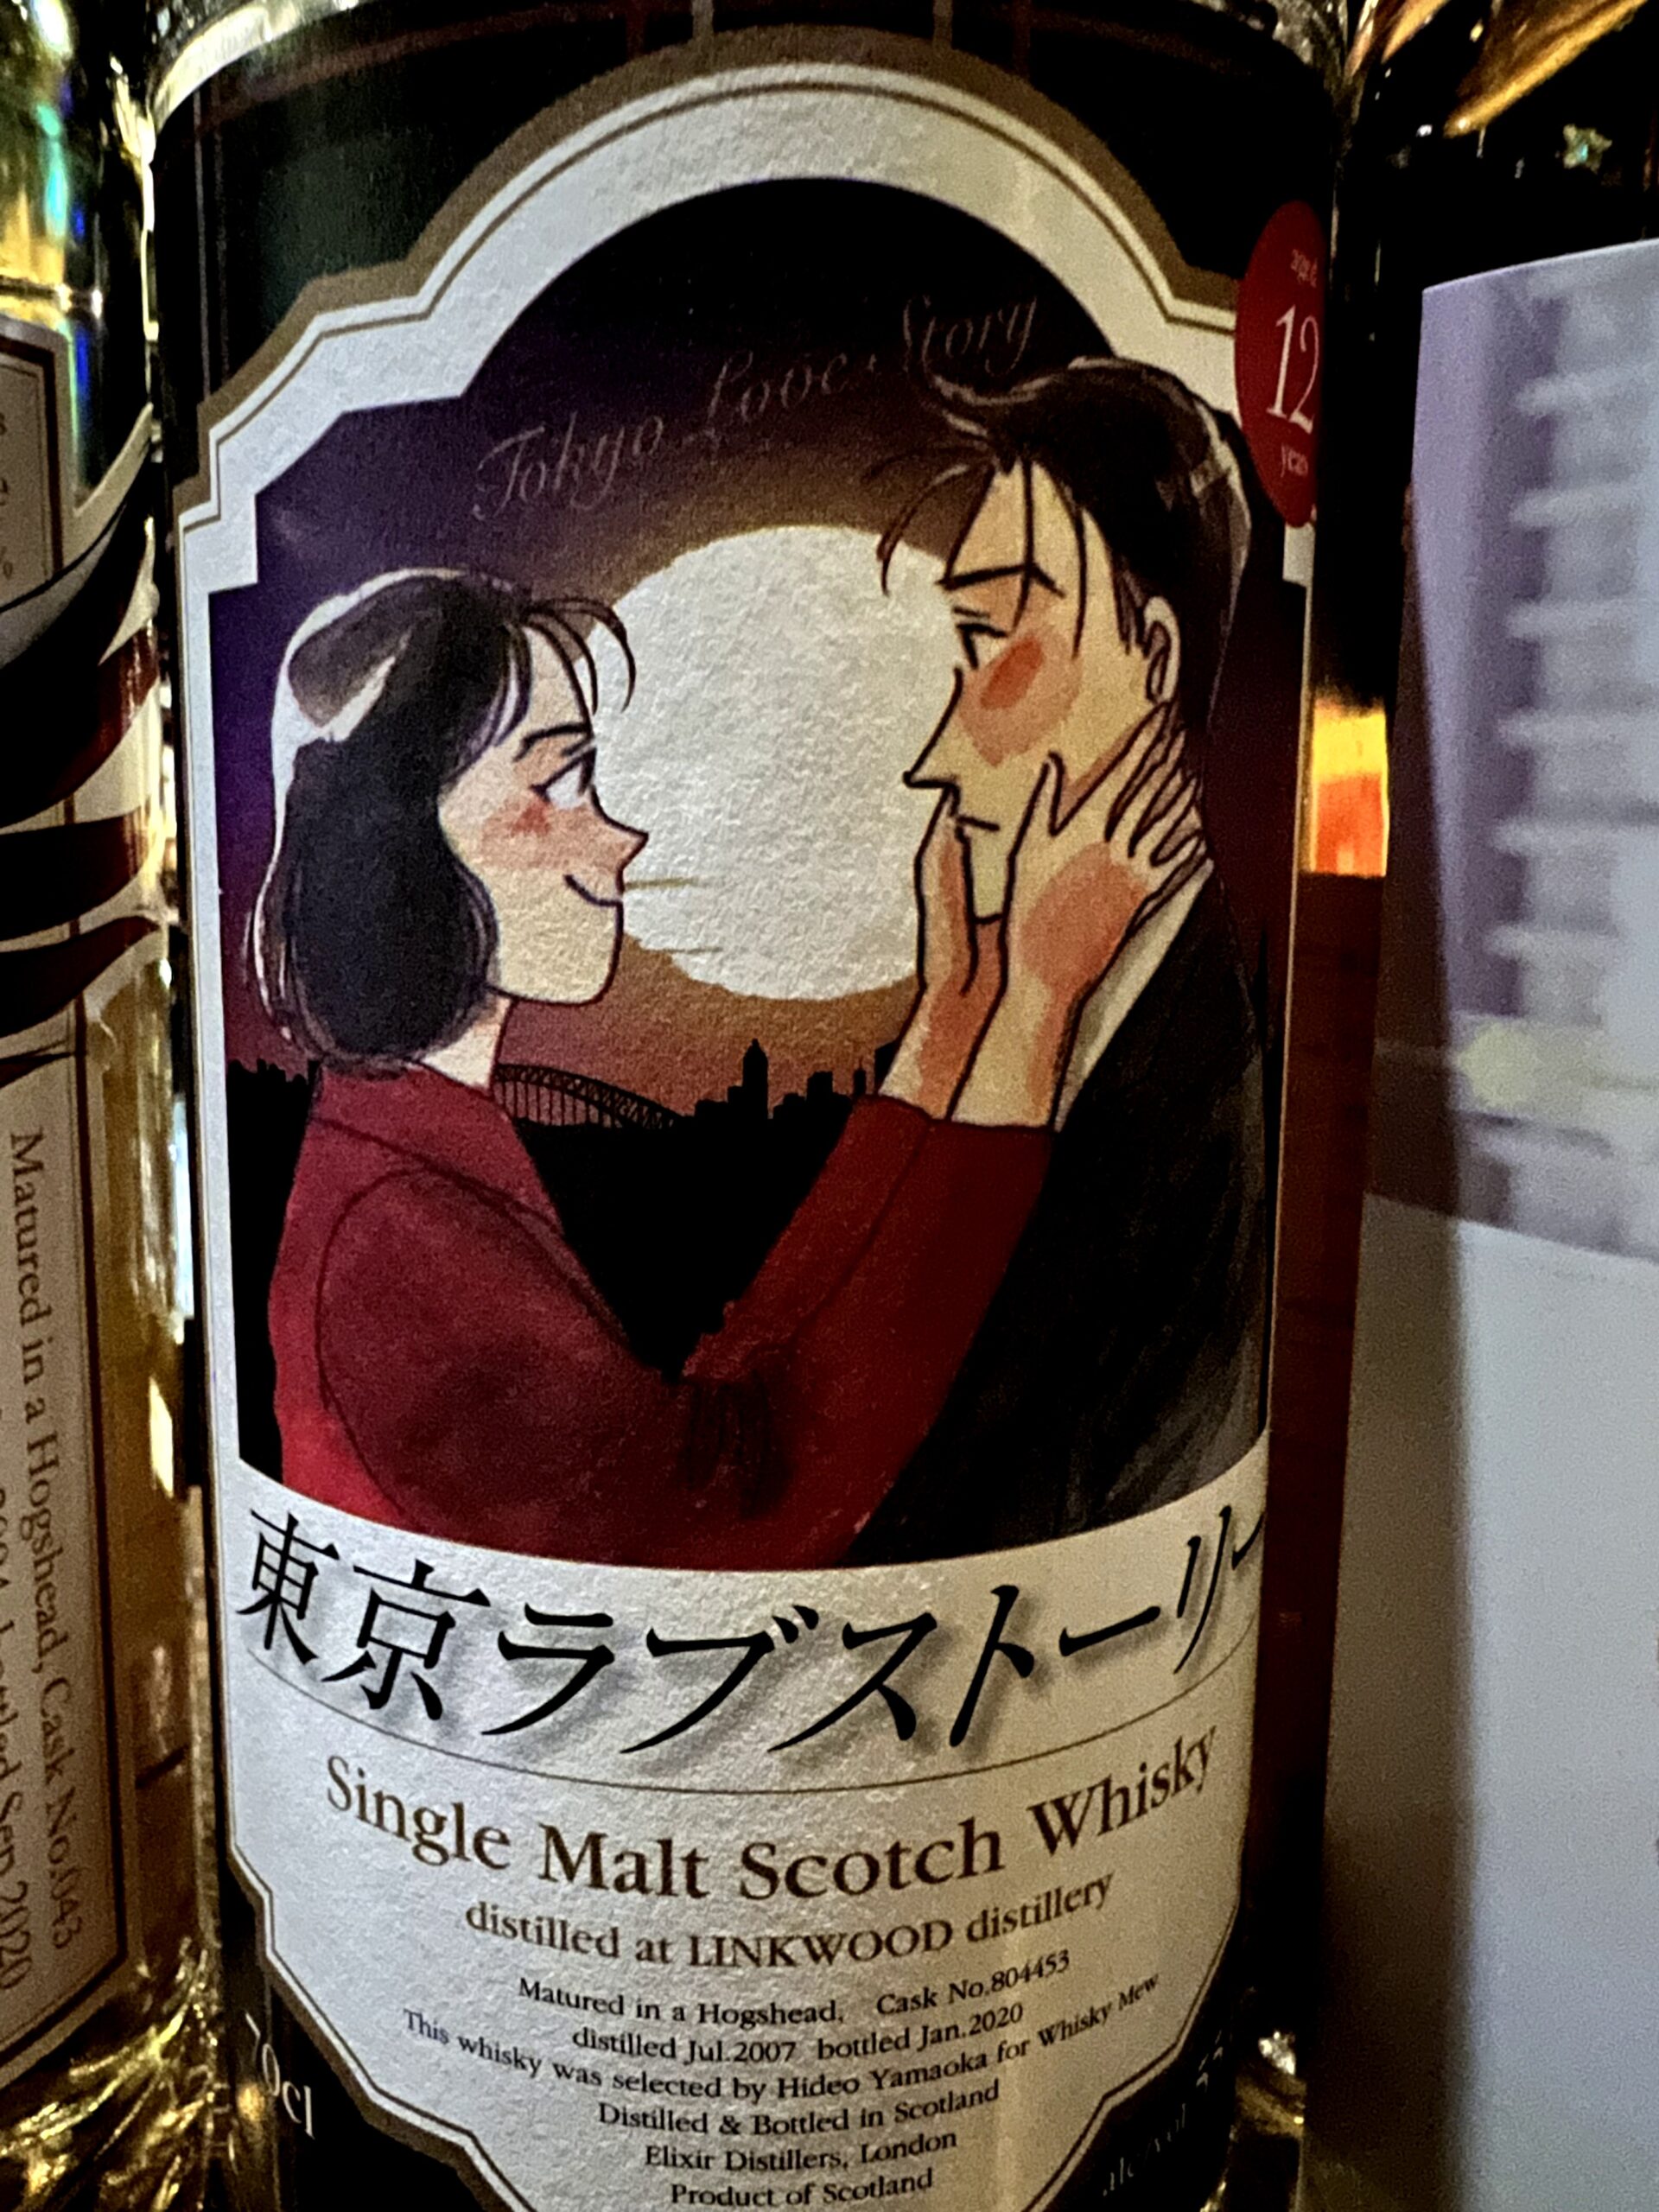 Tokyo Love Story
aged
12
years
東京ラブストーリー
Single Malt Scotch Whisky
distilled at LINKWOOD distillery
Matured in a Hogshead, Cask No.804453
distilled Jul.2007 bottled Jan.2020
This whisky was selected by Hideo Yamaoka for Whisky Mew
Distilled & Bottled in Scotland
Elixir Distillers, London
Product of Scotland
70cl
Matured in a Hogshead, Cask No.043
bottled Sep.2020